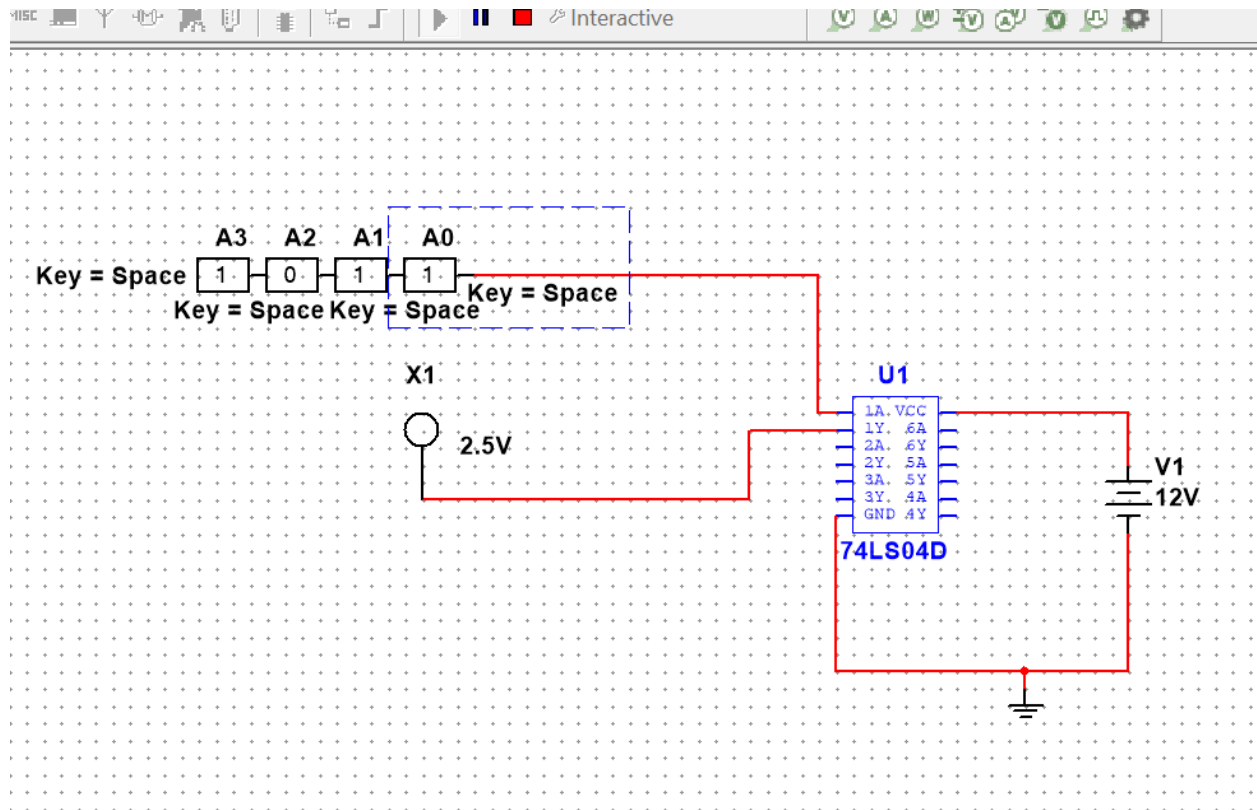 MISC Interactive V A W V A V V
A3 A2 A1 A0
Key = Space 1 0 1 1
Key = Space Key = Space Key = Space
X1
2.5V
U1
1A VCC
1Y 6A
2A 6Y
2Y 5A
3A 5Y
3Y 4A
GND 4Y
74LS04D
V1
12V